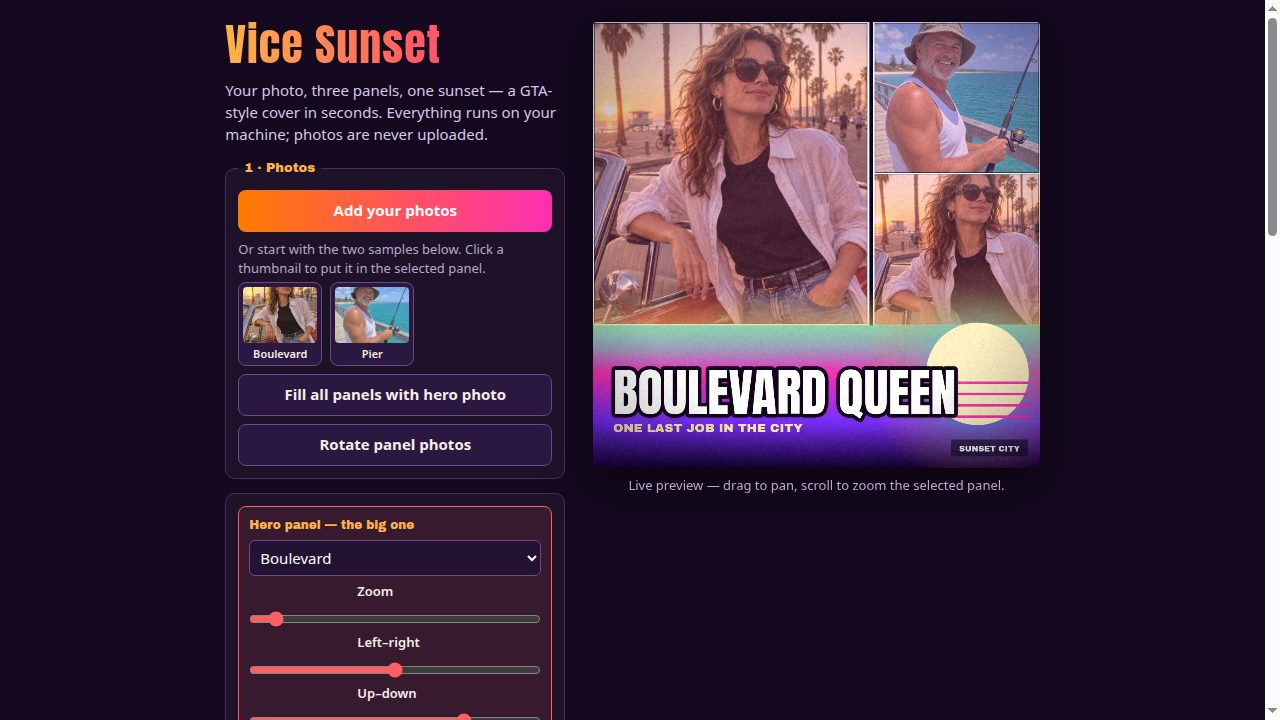 Vice Sunset
Your photo, three panels, one sunset — a GTA-
style cover in seconds. Everything runs on your
machine; photos are never uploaded.
1 · Photos
Add your photos
Or start with the two samples below. Click a
thumbnail to put it in the selected panel.
Boulevard
Pier
Fill all panels with hero photo
Rotate panel photos
Hero panel — the big one
Boulevard
Zoom
Left–right
Up–down
BOULEVARD QUEEN
ONE LAST JOB IN THE CITY
SUNSET CITY
Live preview — drag to pan, scroll to zoom the selected panel.